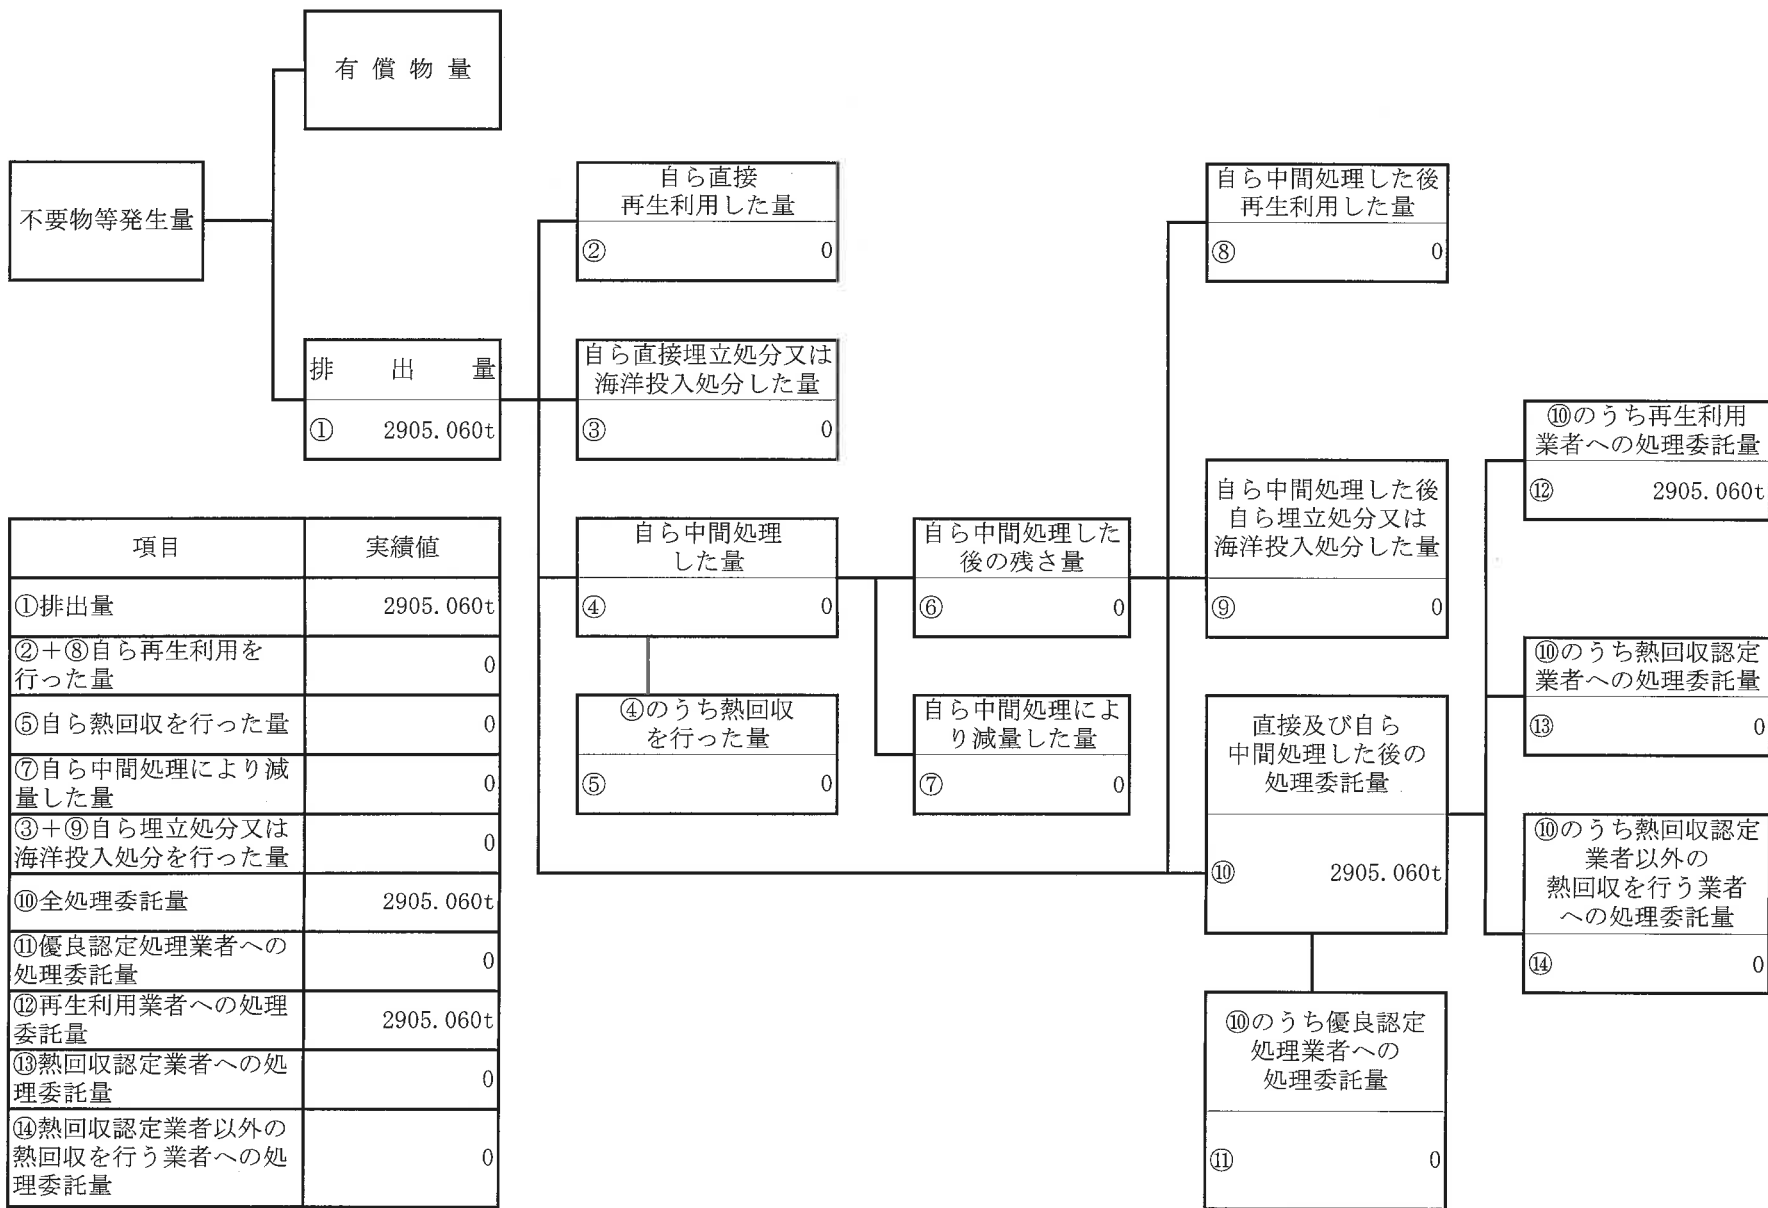 有償物量
不要物等発生量
排出量
① 2905.060t
自ら直接
再生利用した量
② 0
自ら直接埋立処分又は
海洋投入処分した量
③ 0
自ら中間処理
した量
④ 0
④のうち熱回収
を行った量
⑤ 0
自ら中間処理した
後の残さ量
⑥ 0
自ら中間処理によ
り減量した量
⑦ 0
自ら中間処理した後
再生利用した量
⑧ 0
自ら中間処理した後
自ら埋立処分又は
海洋投入処分した量
⑨ 0
直接及び自ら
中間処理した後の
処理委託量
⑩ 2905.060t
⑩のうち優良認定
処理業者への
処理委託量
⑪ 0
⑩のうち再生利用
業者への処理委託量
⑫ 2905.060t
⑩のうち熱回収認定
業者への処理委託量
⑬ 0
⑩のうち熱回収認定
業者以外の
熱回収を行う業者
への処理委託量
⑭ 0
項目 実績値
①排出量 2905.060t
②+⑧自ら再生利用を
行った量 0
⑤自ら熱回収を行った量 0
⑦自ら中間処理により減
量した量 0
③+⑨自ら埋立処分又は
海洋投入処分を行った量 0
⑩全処理委託量 2905.060t
⑪優良認定処理業者への
処理委託量 0
⑫再生利用業者への処理
委託量 2905.060t
⑬熱回収認定業者への処
理委託量 0
⑭熱回収認定業者以外の
熱回収を行う業者への処
理委託量 0